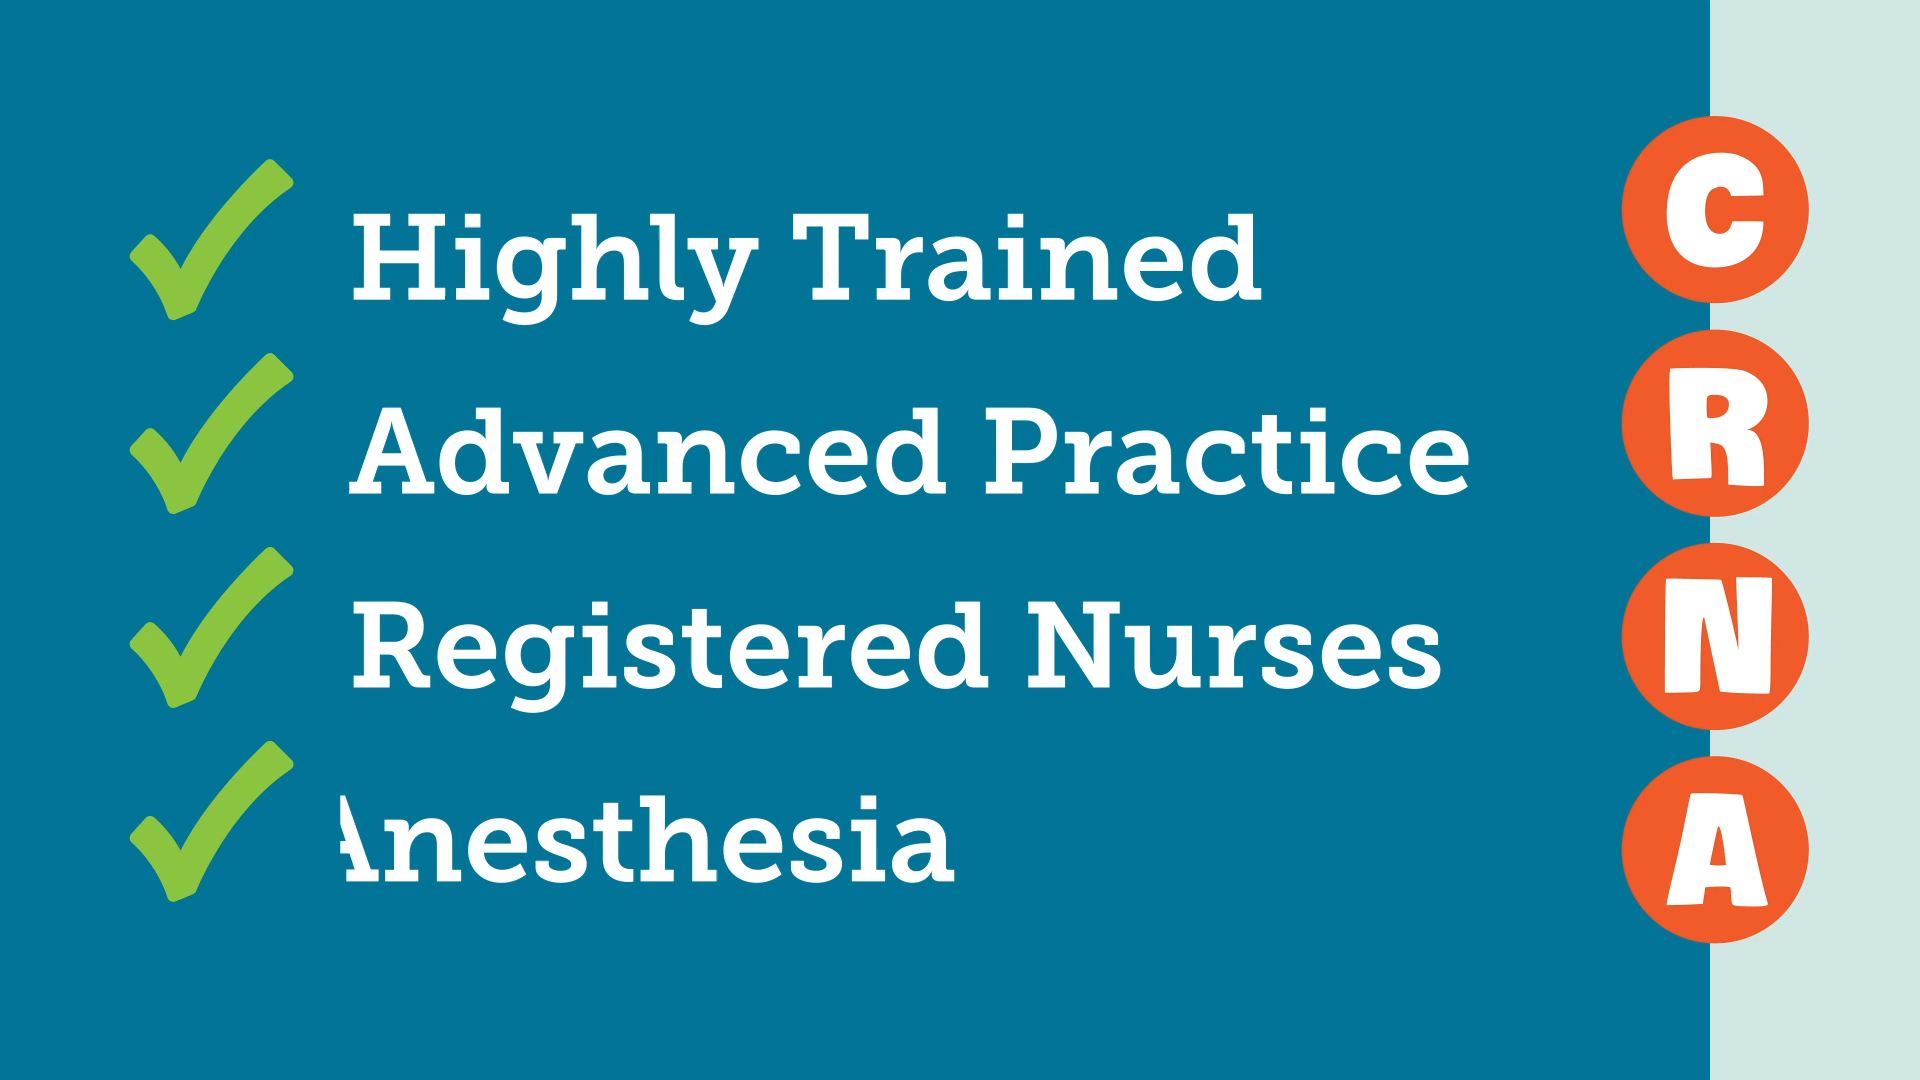 Highly Trained
Advanced Practice
Registered Nurses
Anesthesia
C
R
N
A